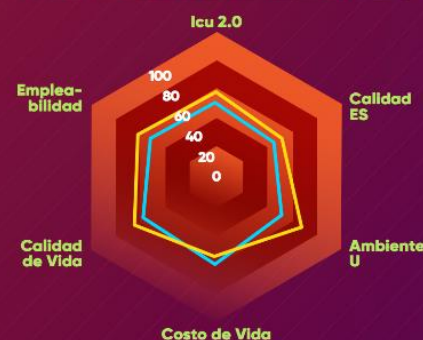 Icu 2.0
100
80
60
40
20
0
Emplea-
bilidad
Calidad
ES
Calidad
de Vida
Ambiente
U
Costo de Vida